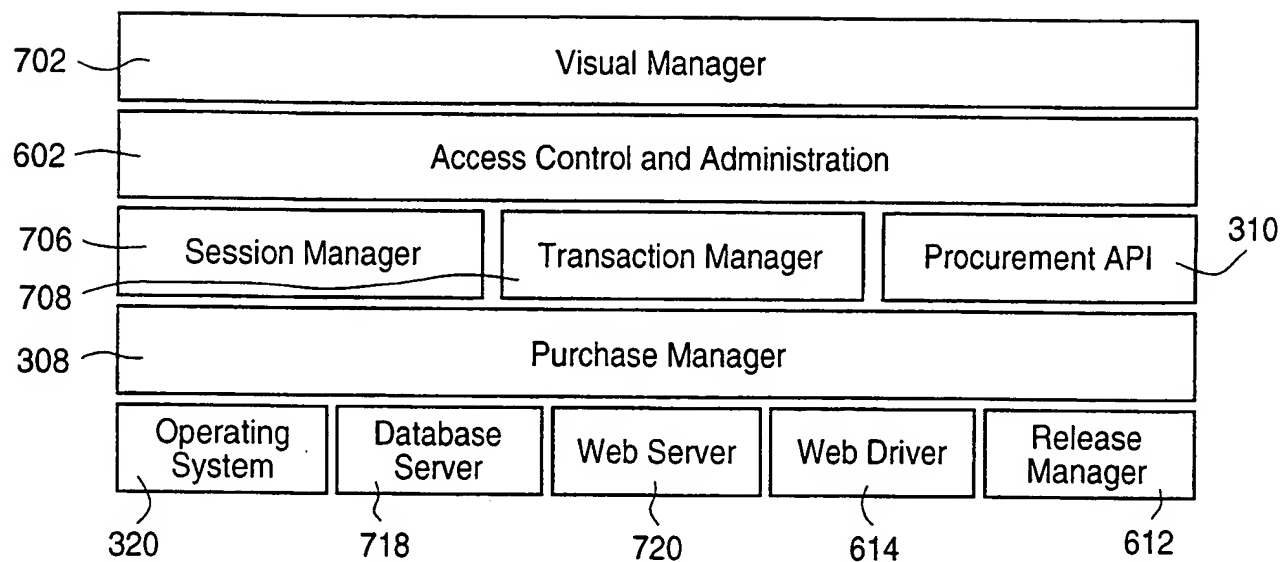 702
Visual Manager
602
Access Control and Administration
706
Session Manager
Transaction Manager
Procurement API
310
708
308
Purchase Manager
Operating
System
Database
Server
Web Server
Web Driver
Release
Manager
320
718
720
614
612